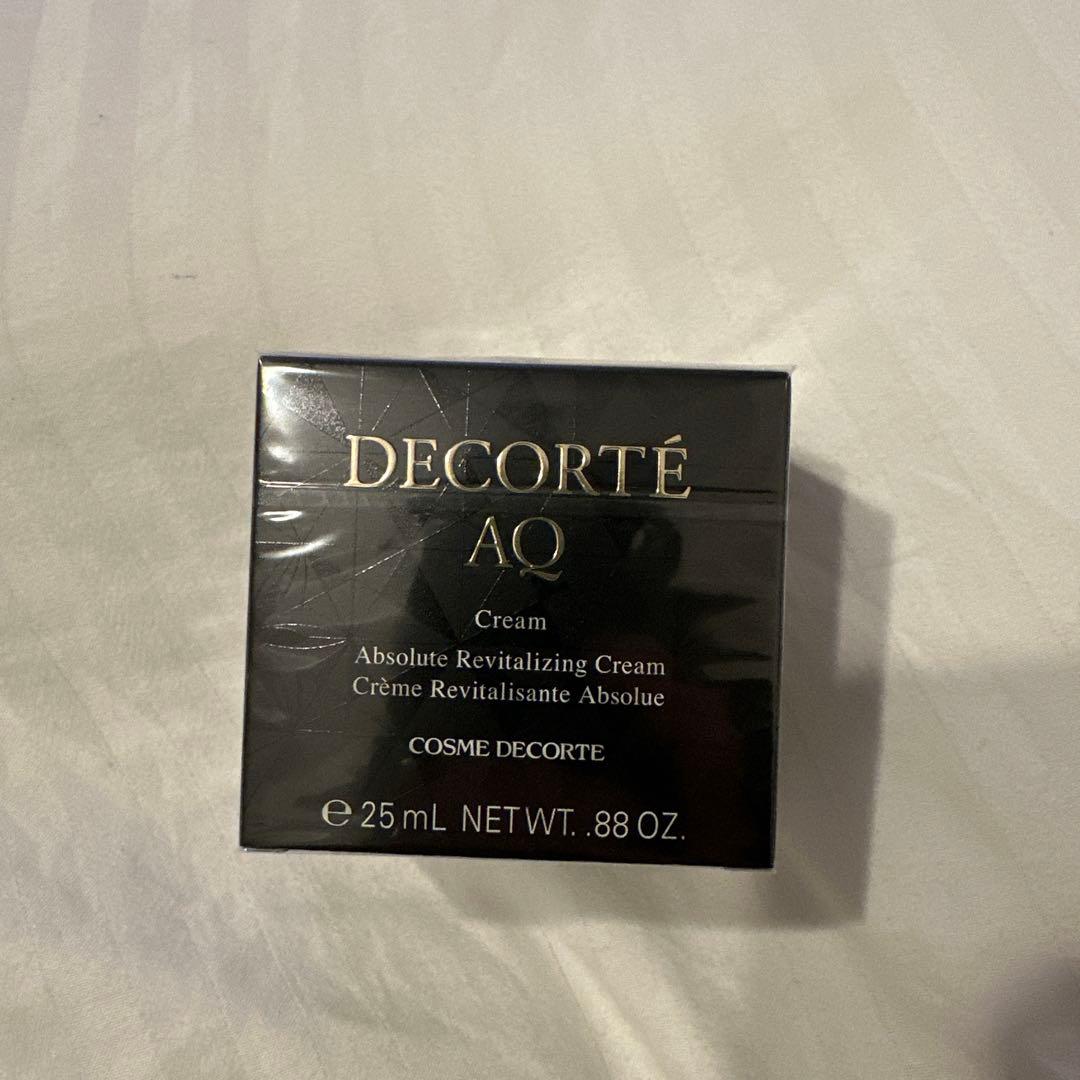 DECORTÉ
AQ
Cream
Absolute Revitalizing Cream
Crème Revitalisante Absolue
COSME DECORTE
℮ 25 mL NET WT. .88 OZ.